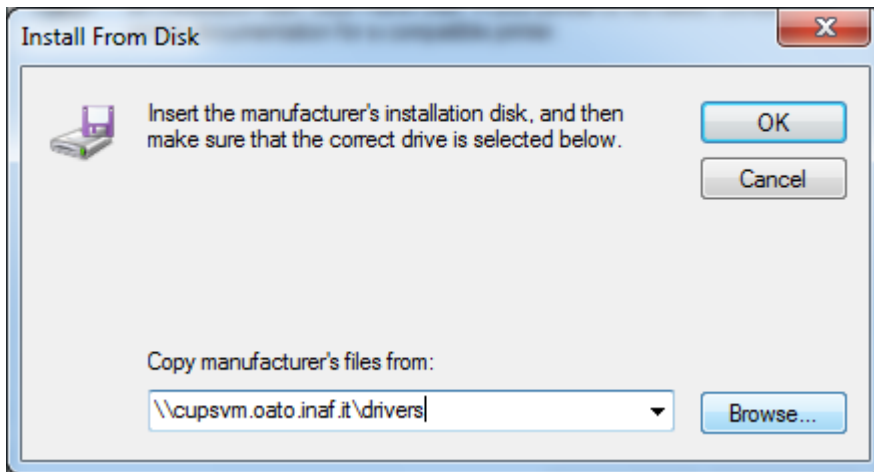 Install From Disk
Insert the manufacturer's installation disk, and then
make sure that the correct drive is selected below.
OK
Cancel
Copy manufacturer's files from:
\\cupsvm.oato.inaf.it\drivers
Browse...